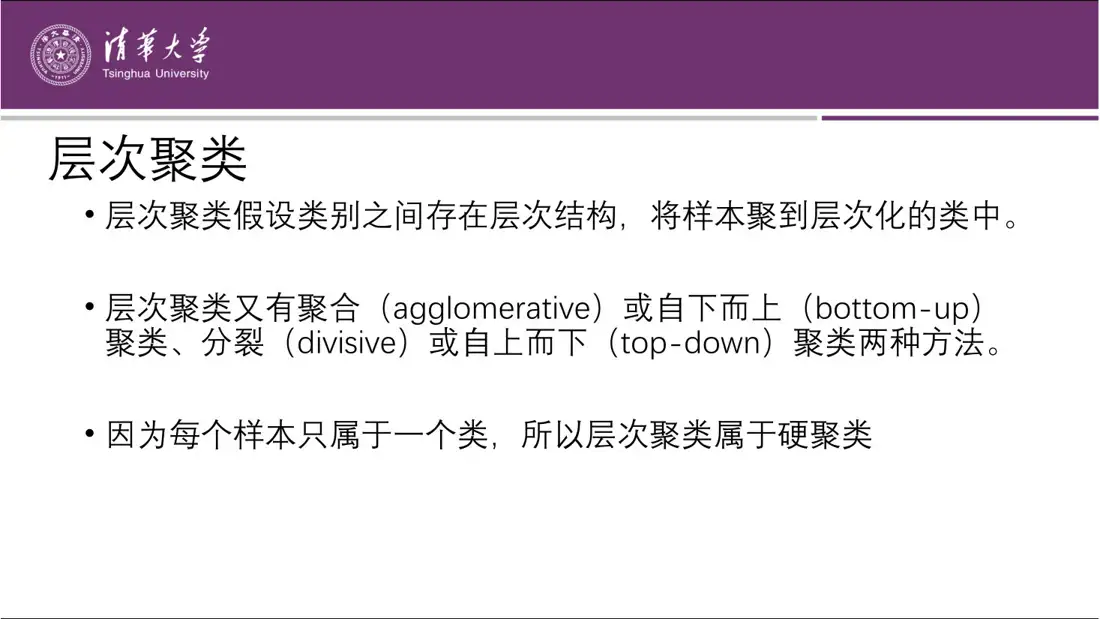 清华大学
Tsinghua University
层次聚类
• 层次聚类假设类别之间存在层次结构，将样本聚到层次化的类中。
• 层次聚类又有聚合（agglomerative）或自下而上（bottom-up）
聚类、分裂（divisive）或自上而下（top-down）聚类两种方法。
• 因为每个样本只属于一个类，所以层次聚类属于硬聚类